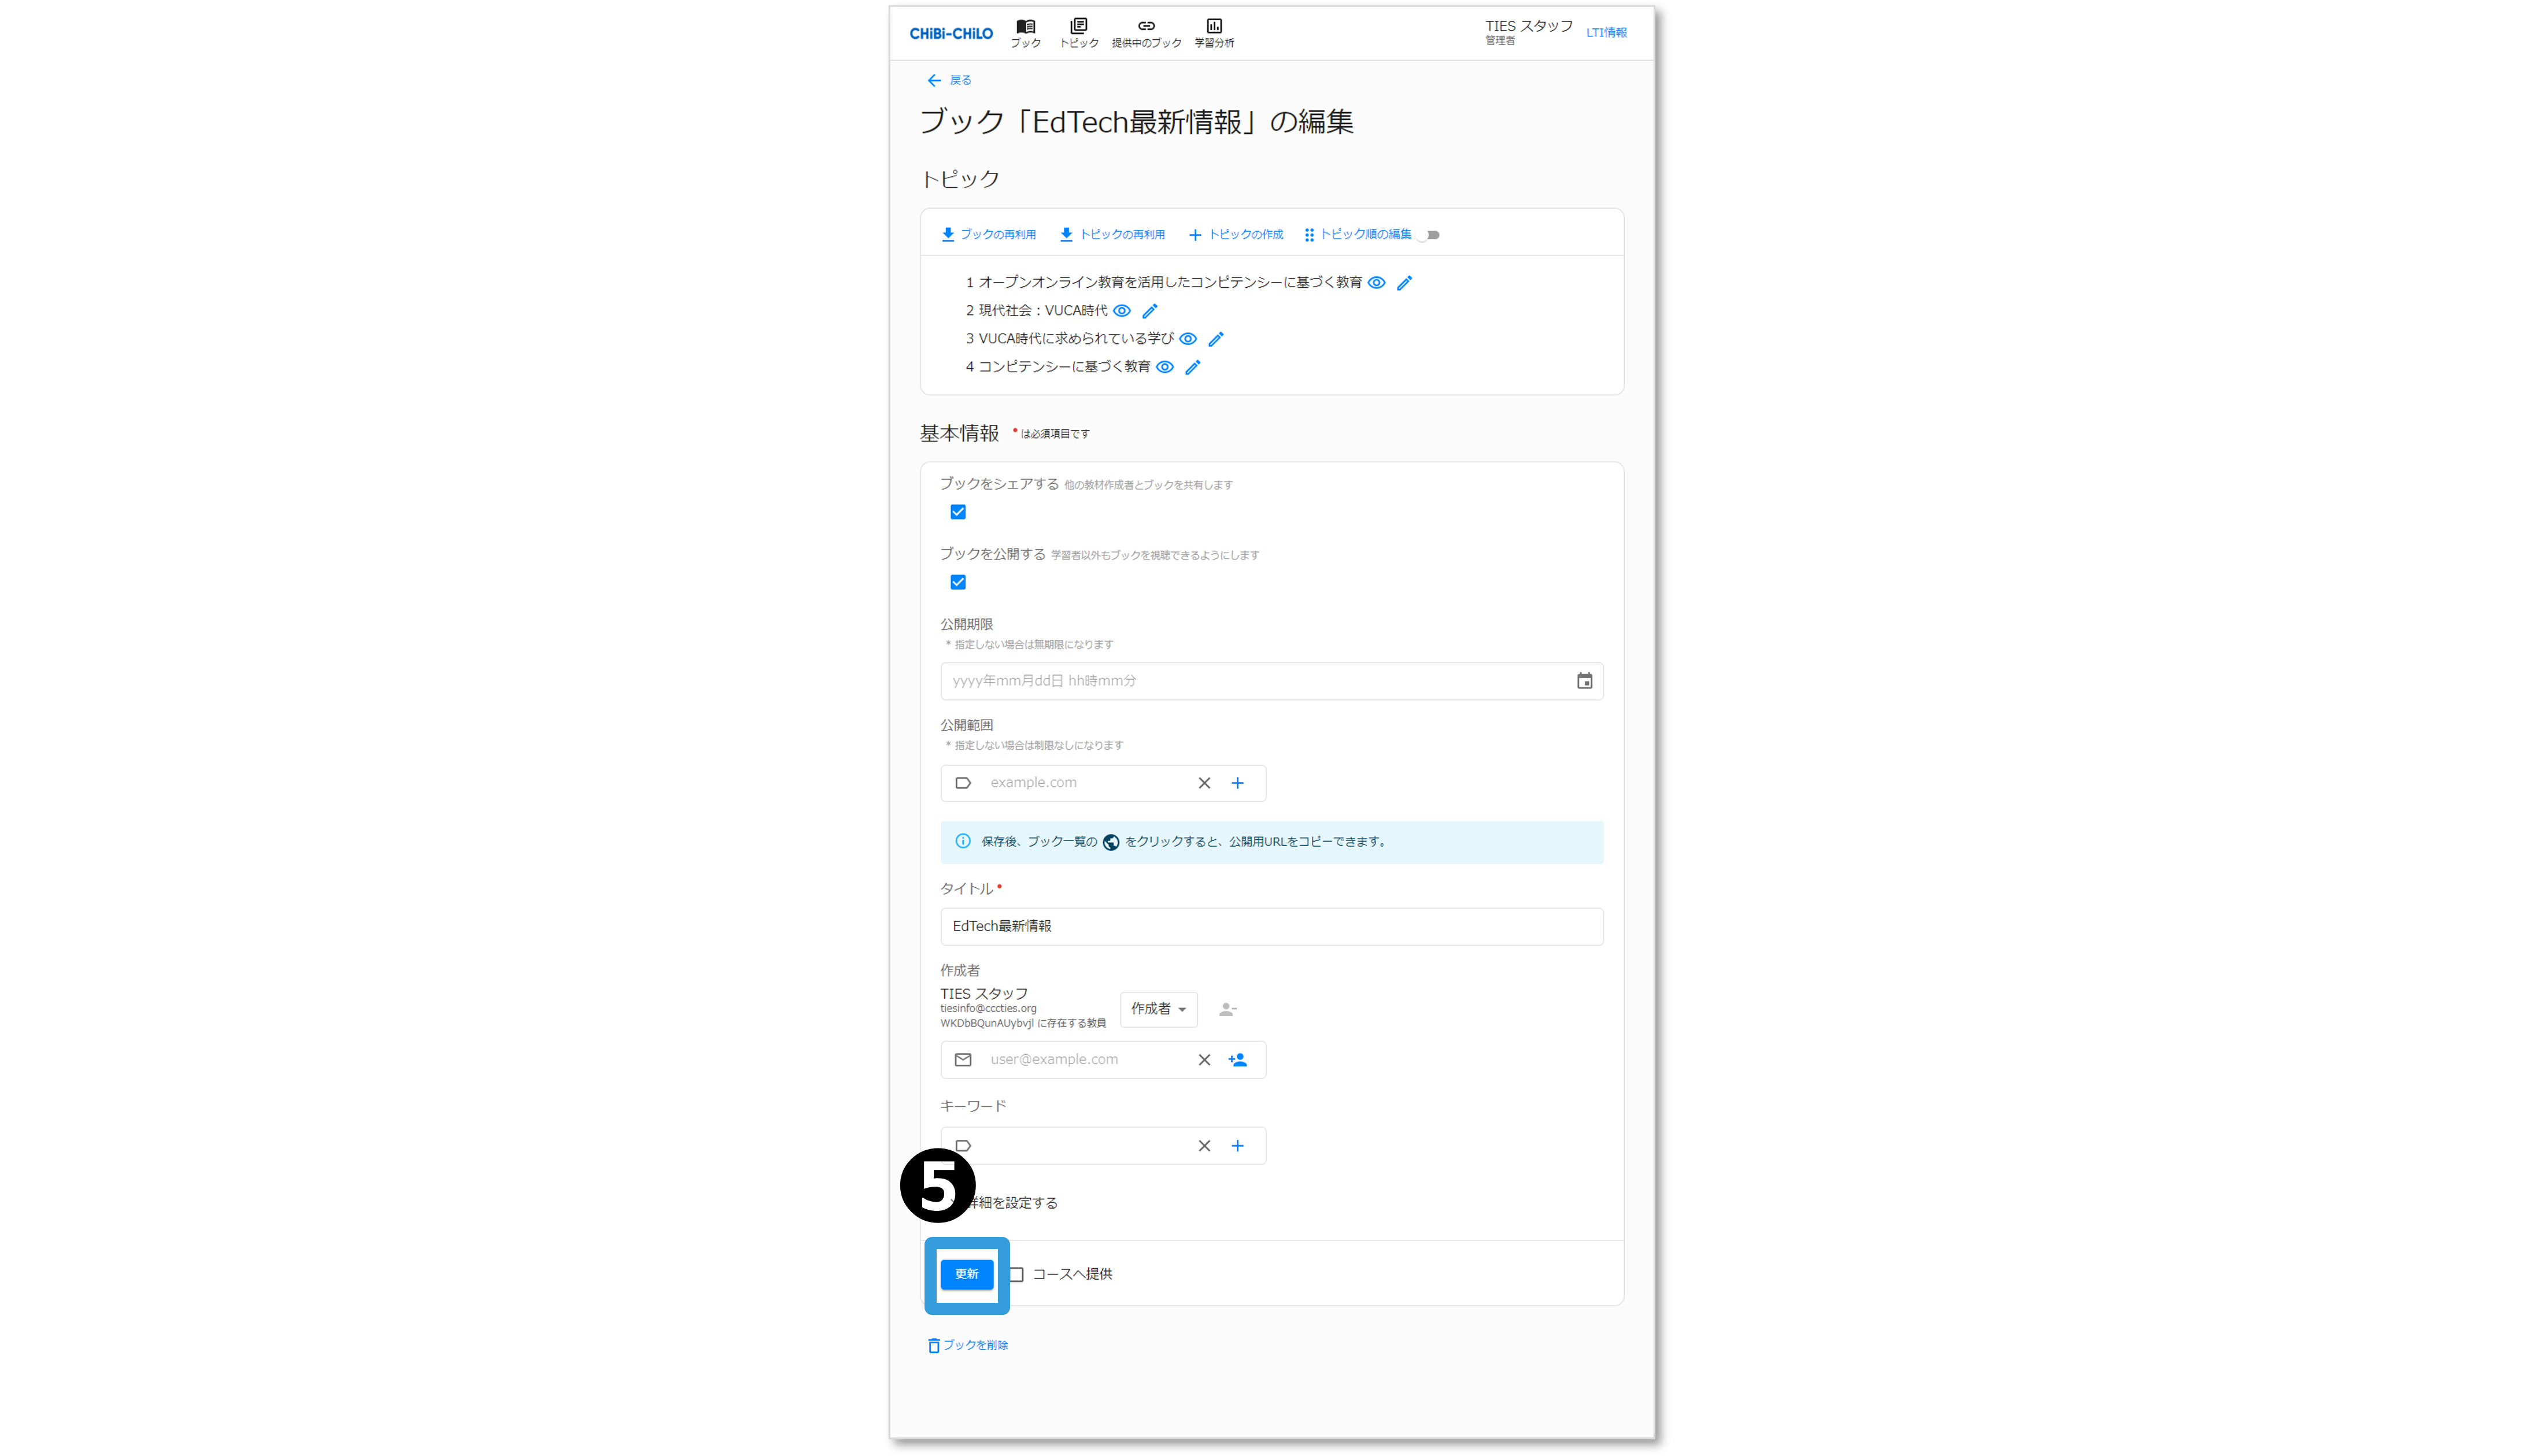 CHiBi-CHiLO
ブック
トピック
提供中のブック
学習分析
TIES スタッフ
管理者
LTI情報
戻る
ブック「EdTech最新情報」の編集
トピック
ブックの再利用
トピックの再利用
トピックの作成
トピック順の編集
1 オープンオンライン教育を活用したコンピテンシーに基づく教育
2 現代社会：VUCA時代
3 VUCA時代に求められている学び
4 コンピテンシーに基づく教育
基本情報 * は必須項目です
ブックをシェアする 他の教材作成者とブックを共有します
ブックを公開する 学習者以外もブックを視聴できるようにします
公開期限
* 指定しない場合は無期限になります
yyyy年mm月dd日 hh時mm分
公開範囲
* 指定しない場合は制限なしになります
example.com
保存後、ブック一覧の をクリックすると、公開用URLをコピーできます。
タイトル *
EdTech最新情報
作成者
TIES スタッフ
tiesinfo@cccties.org
WKDbBQunAUybvjl に存在する教員
作成者
user@example.com
キーワード
5
詳細を設定する
更新
コースへ提供
ブックを削除